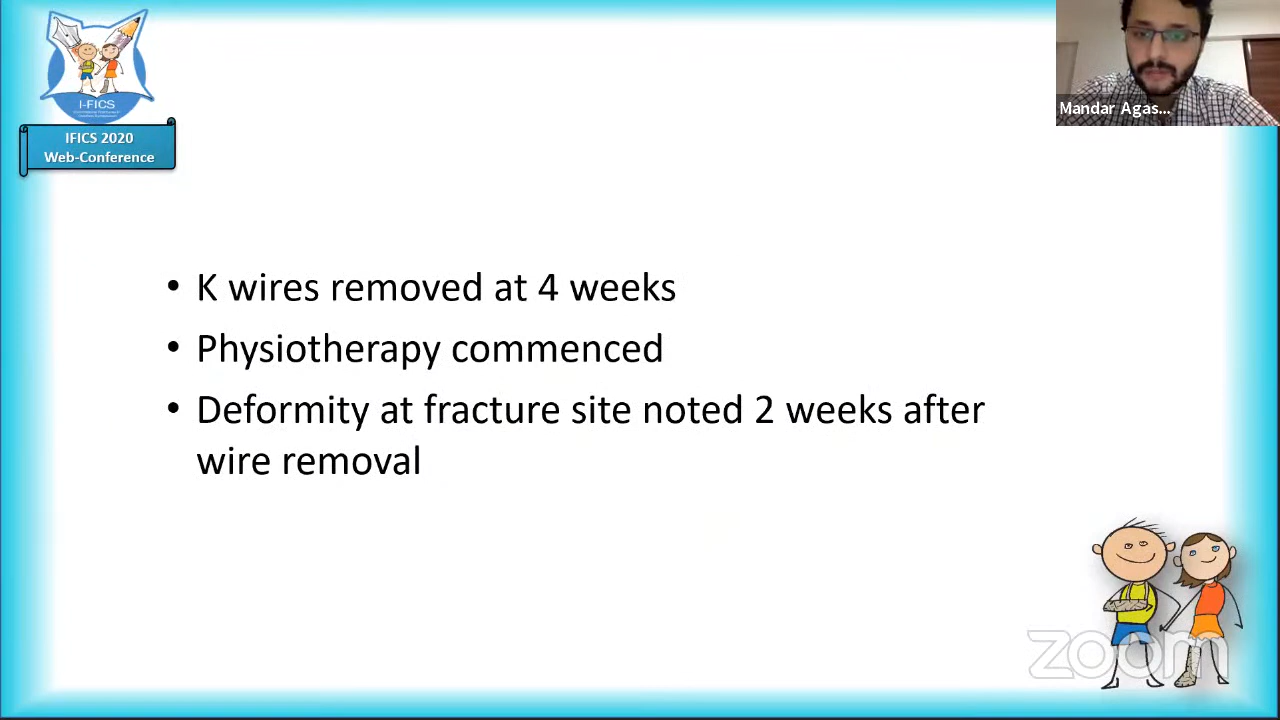 I-FICS
IFICS 2020
Web-Conference
Mandar Agas...
• K wires removed at 4 weeks
• Physiotherapy commenced
• Deformity at fracture site noted 2 weeks after
wire removal
zoom